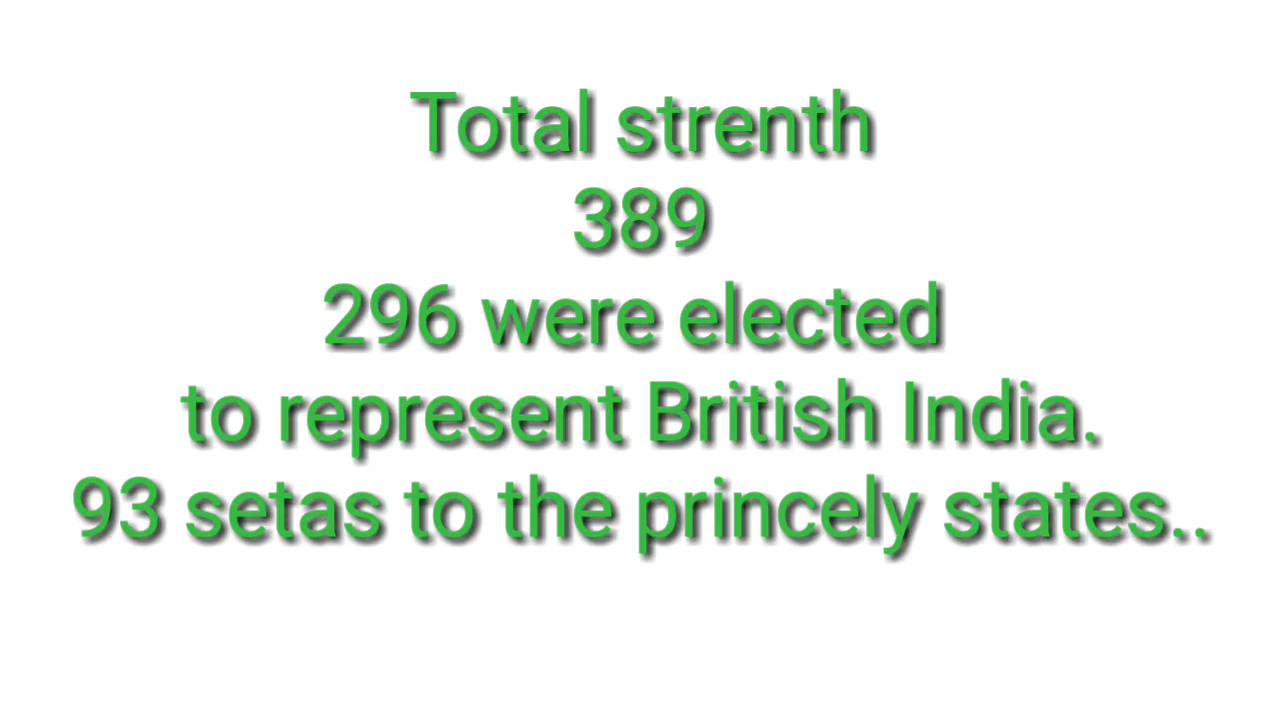 Total strenth
389
296 were elected
to represent British India.
93 setas to the princely states..